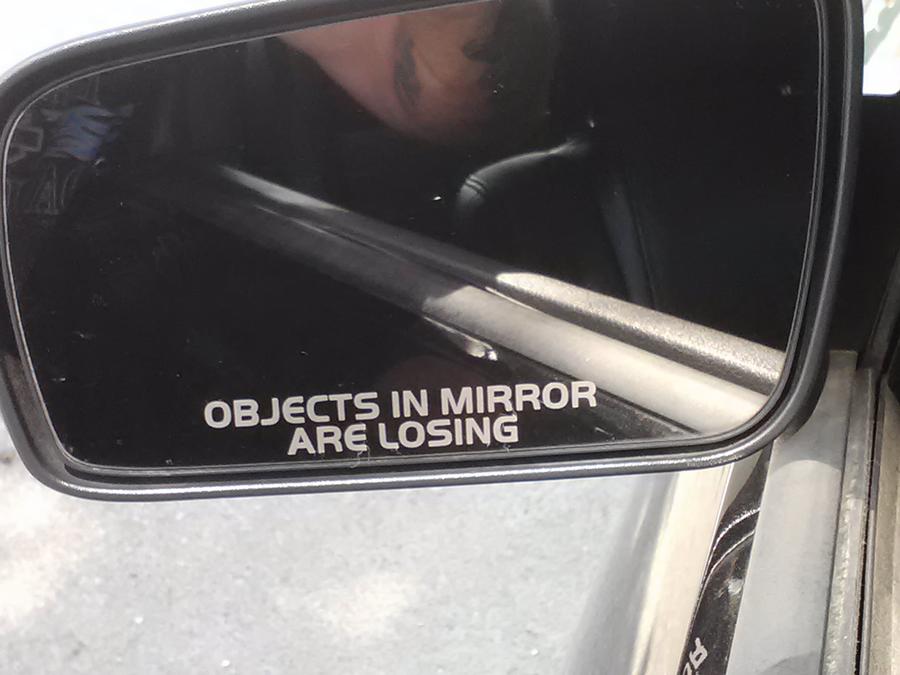 OBJECTS IN MIRROR
ARE LOSING